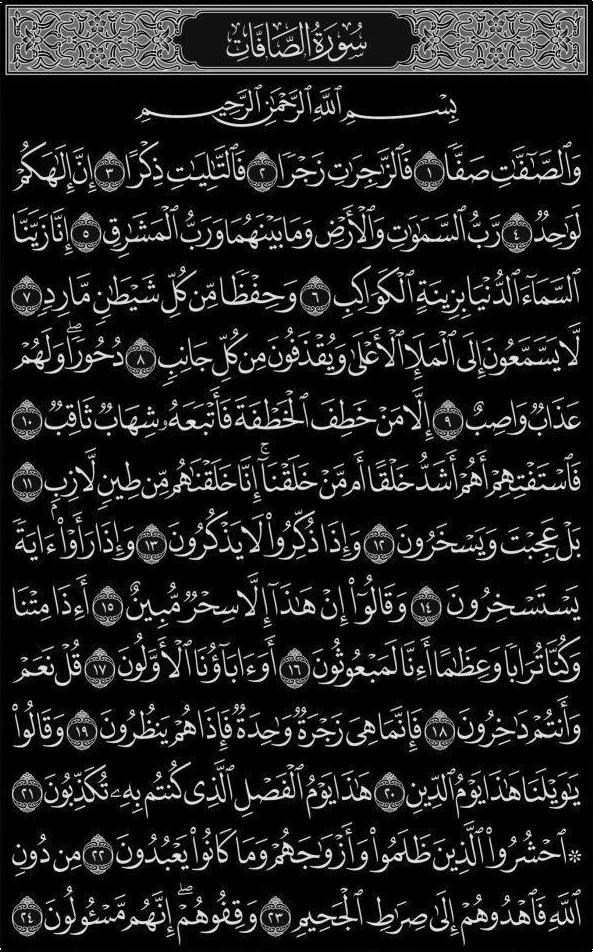 سُورَةُ الصَّافَّاتِ
بِسْمِ ٱللَّهِ ٱلرَّحْمَٰنِ ٱلرَّحِيمِ
وَٱلصَّٰٓفَّٰتِ صَفًّا ١ فَٱلزَّٰجِرَٰتِ زَجْرًا ٢ فَٱلتَّٰلِيَٰتِ ذِكْرًا ٣ إِنَّ إِلَٰهَكُمْ
لَوَٰحِدٌ ٤ رَّبُّ ٱلسَّمَٰوَٰتِ وَٱلْأَرْضِ وَمَا بَيْنَهُمَا وَرَبُّ ٱلْمَشَٰرِقِ ٥ إِنَّا زَيَّنَّا
ٱلسَّمَآءَ ٱلدُّنْيَا بِزِينَةٍ ٱلْكَوَاكِبِ ٦ وَحِفْظًا مِّن كُلِّ شَيْطَٰنٍ مَّارِدٍ ٧
لَّا يَسَّمَّعُونَ إِلَى ٱلْمَلَإِ ٱلْأَعْلَىٰ وَيُقْذَفُونَ مِن كُلِّ جَانِبٍ ٨ دُحُورًا ۖ وَلَهُمْ
عَذَابٌ وَاصِبٌ ٩ إِلَّا مَنْ خَطِفَ ٱلْخَطْفَةَ فَأَتْبَعَهُۥ شِهَابٌ ثَاقِبٌ ١٠
فَٱسْتَفْتِهِمْ أَهُمْ أَشَدُّ خَلْقًا أَم مَّنْ خَلَقْنَآ ۚ إِنَّا خَلَقْنَٰهُم مِّن طِينٍ لَّازِبٍۭ ١١
بَلْ عَجِبْتَ وَيَسْخَرُونَ ١٢ وَإِذَا ذُكِّرُوا۟ لَا يَذْكُرُونَ ١٣ وَإِذَا رَأَوْا۟ ءَايَةً
يَسْتَسْخِرُونَ ١٤ وَقَالُوٓا۟ إِنْ هَٰذَآ إِلَّا سِحْرٌ مُّبِينٌ ١٥ أَءِذَا مِتْنَا
وَكُنَّا تُرَابًا وَعِظَٰمًا أَءِنَّا لَمَبْعُوثُونَ ١٦ أَوَءَابَآؤُنَا ٱلْأَوَّلُونَ ١٧ قُلْ نَعَمْ
وَأَنتُمْ دَٰخِرُونَ ١٨ فَإِنَّمَا هِىَ زَجْرَةٌ وَٰحِدَةٌ فَإِذَا هُمْ يَنظُرُونَ ١٩ وَقَالُوا۟
يَٰوَيْلَنَا هَٰذَا يَوْمُ ٱلدِّينِ ٢٠ هَٰذَا يَوْمُ ٱلْفَصْلِ ٱلَّذِى كُنتُم بِهِۦ تُكَذِّبُونَ ٢١
۞ ٱحْشُرُوا۟ ٱلَّذِينَ ظَلَمُوا۟ وَأَزْوَٰجَهُمْ وَمَا كَانُوا۟ يَعْبُدُونَ ٢٢ مِن دُونِ
ٱللَّهِ فَٱهْدُوهُمْ إِلَىٰ صِرَٰطِ ٱلْجَحِيمِ ٢٣ وَقِفُوهُمْ ۖ إِنَّهُم مَّسْـُٔولُونَ ٢٤